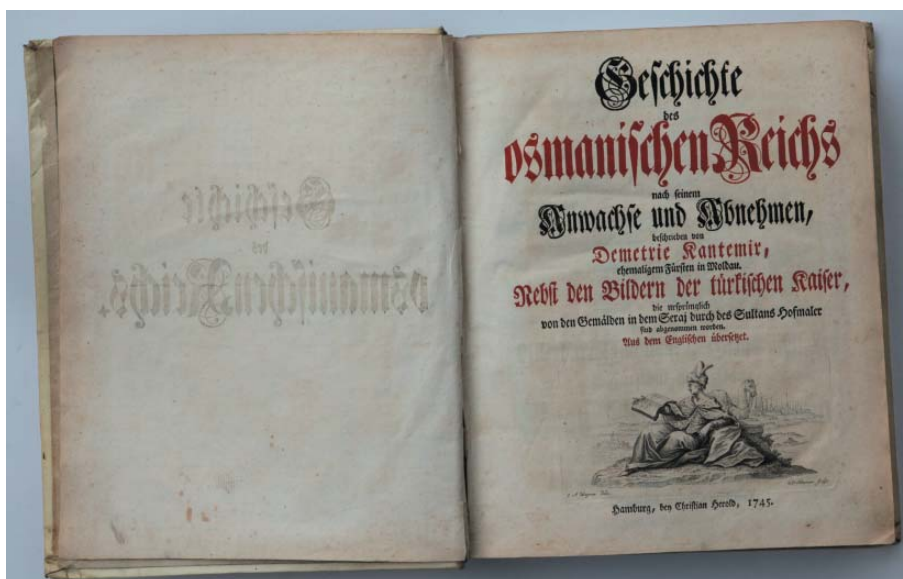 Geſchichte
des
osmaniſchen Reichs
nach ſeinem
Anwachſe und Abnehmen,
beſchrieben von
Demetrie Kantemir,
ehemaligem Fürſten in Moldau.
Nebſt den Bildern der türkiſchen Kaiſer,
die urſprünglich
von den Gemälden in dem Seraj durch des Sultans Hofmaler
ſind abgenommen worden.
Aus dem Engliſchen überſetzet.
Hamburg, bey Chriſtian Herold, 1745.